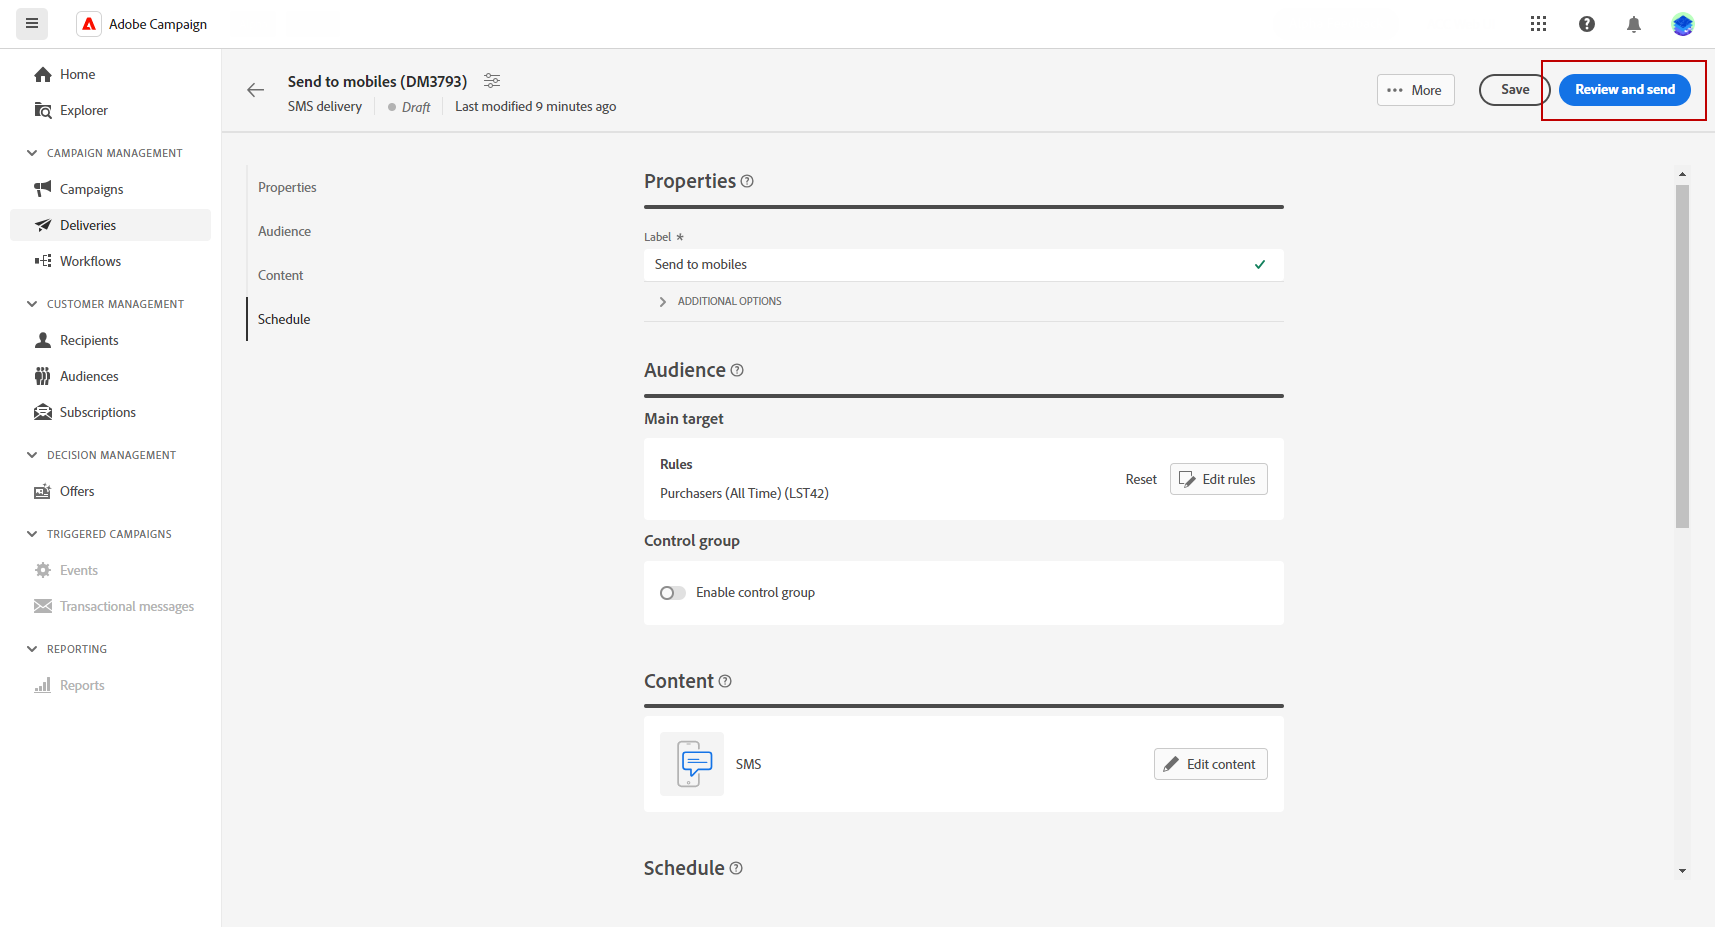 Adobe Campaign
Home
Explorer
CAMPAIGN MANAGEMENT
Campaigns
Deliveries
Workflows
CUSTOMER MANAGEMENT
Recipients
Audiences
Subscriptions
DECISION MANAGEMENT
Offers
TRIGGERED CAMPAIGNS
Events
Transactional messages
REPORTING
Reports
Send to mobiles (DM3793)
SMS delivery Draft Last modified 9 minutes ago
More Save Review and send
Properties
Audience
Content
Schedule
Properties
Label *
Send to mobiles
ADDITIONAL OPTIONS
Audience
Main target
Rules
Purchasers (All Time) (LST42)
Reset Edit rules
Control group
Enable control group
Content
SMS Edit content
Schedule